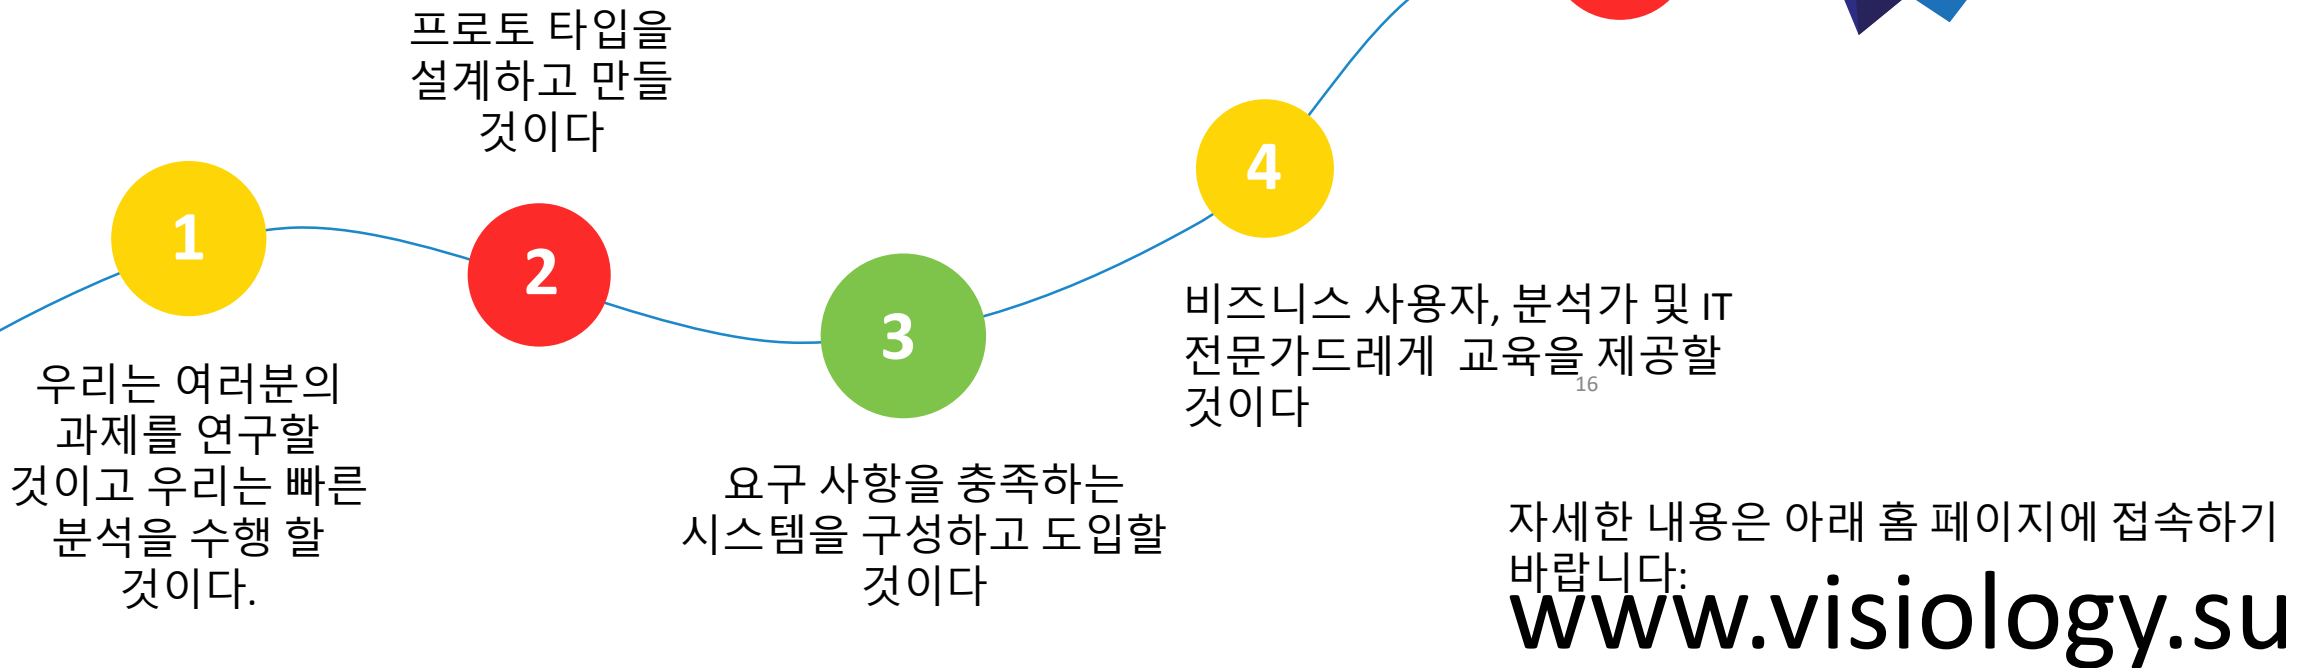 프로토 타입을
설계하고 만들
것이다
1
2
3
4
우리는 여러분의
과제를 연구할
것이고 우리는 빠른
분석을 수행 할
것이다.
요구 사항을 충족하는
시스템을 구성하고 도입할
것이다
비즈니스 사용자, 분석가 및 IT
전문가드레게 교육을 제공할
것이다
16
자세한 내용은 아래 홈 페이지에 접속하기
바랍니다:
www.visiology.su